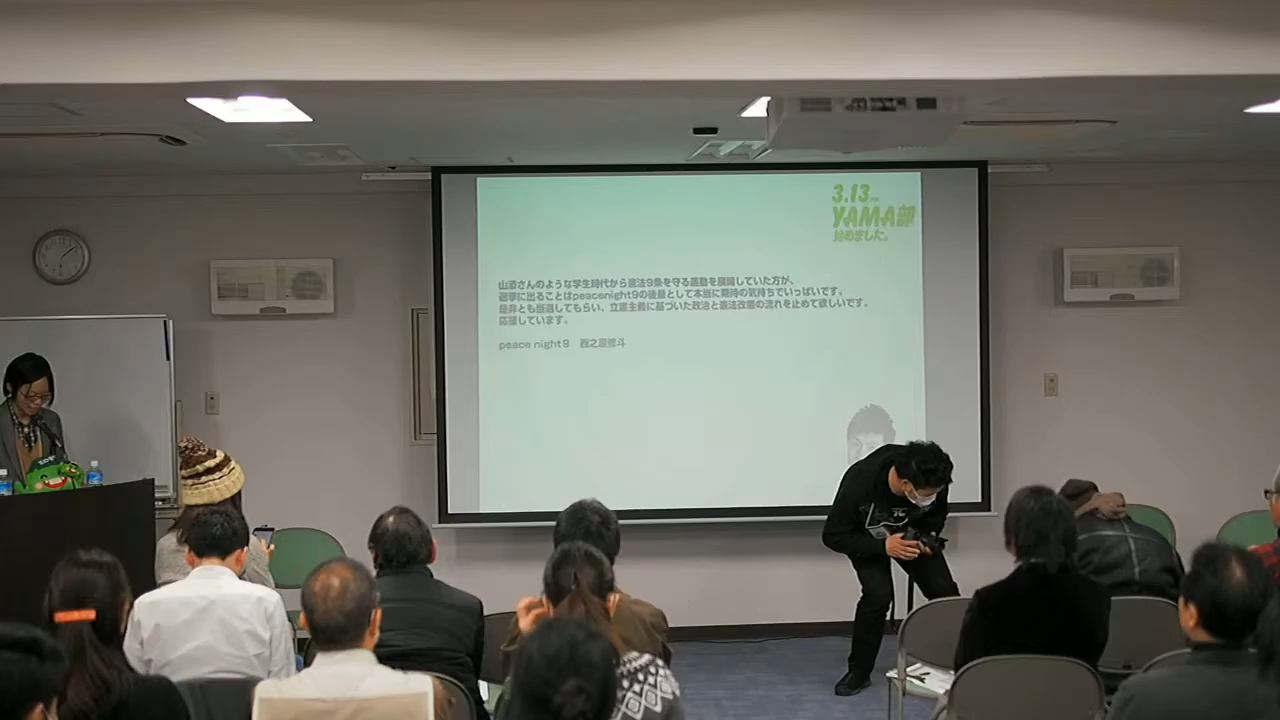 3.13
YAMA部
始めました。
山添さんのような学生時代から憲法9条を守る運動を展開していた方が、
選挙に出ることはpeacenight9の後輩として本当に期待の気持ちでいっぱいです。
是非とも当選してもらい、立憲主義に基づいた政治と憲法改悪の流れを止めて欲しいです。
応援しています。
peace night9